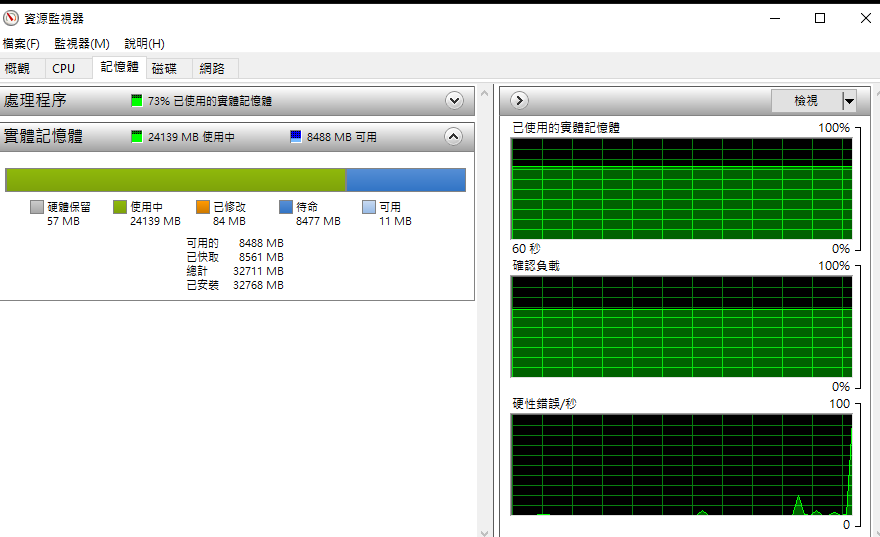 資源監視器
檔案(F) 監視器(M) 說明(H)
概觀 CPU 記憶體 磁碟 網路
處理程序 73% 已使用的實體記憶體
實體記憶體 24139 MB 使用中 8488 MB 可用
硬體保留 使用中 已修改 待命 可用
57 MB 24139 MB 84 MB 8477 MB 11 MB
可用的 8488 MB
已快取 8561 MB
總計 32711 MB
已安裝 32768 MB
檢視
已使用的實體記憶體 100%
60 秒 0%
確認負載 100%
0%
硬性錯誤/秒 100
0